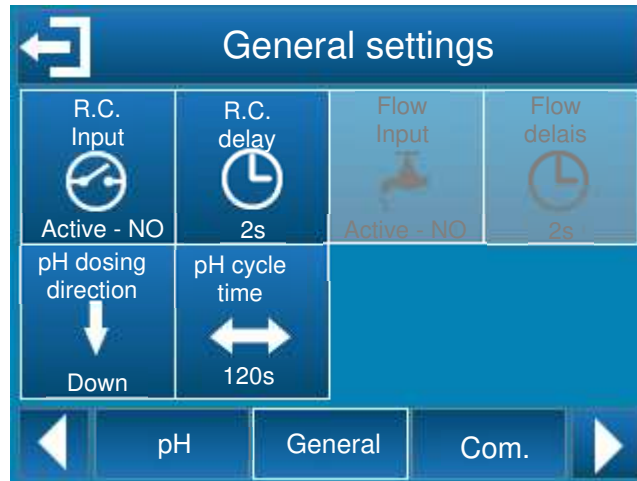 General settings
R.C.
Input
Active - NO
R.C.
delay
2s
Flow
Input
Active - NO
Flow
delais
2s
pH dosing
direction
Down
pH cycle
time
120s
pH
General
Com.